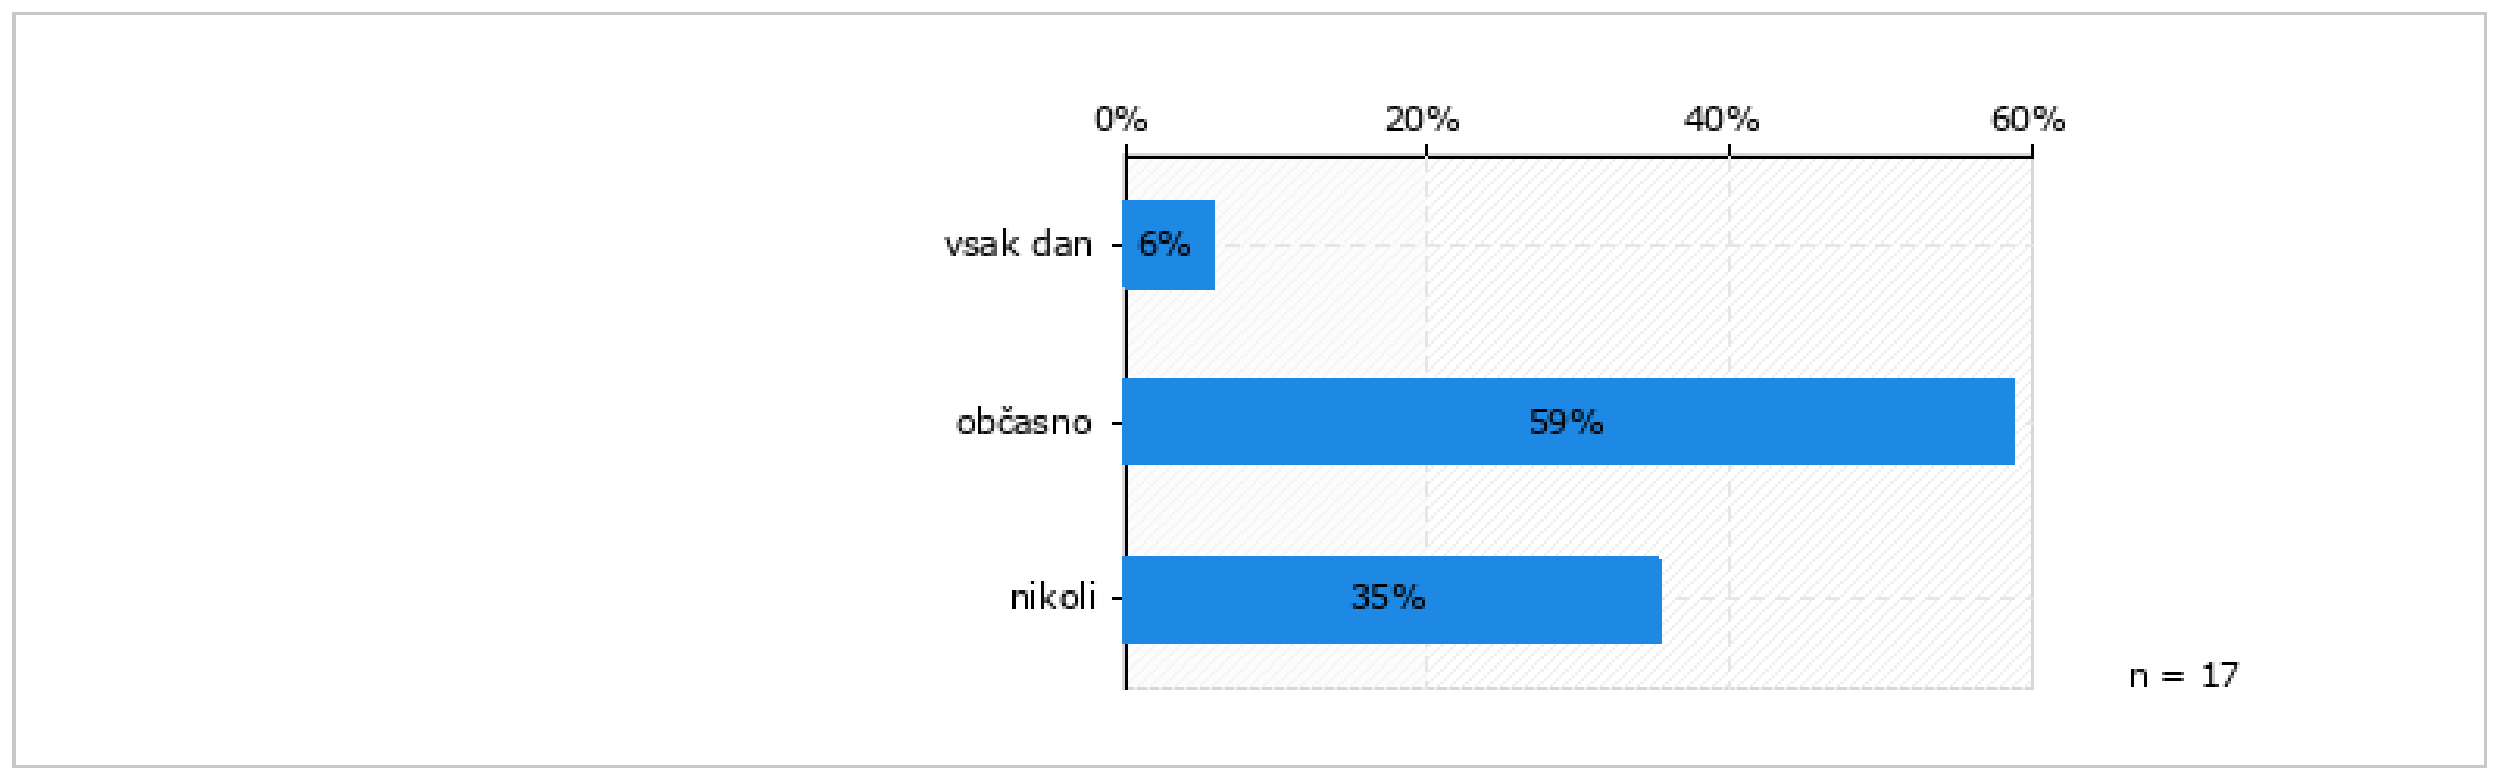 0% 20% 40% 60%
vsak dan 6%
občasno 59%
nikoli 35%
n = 17